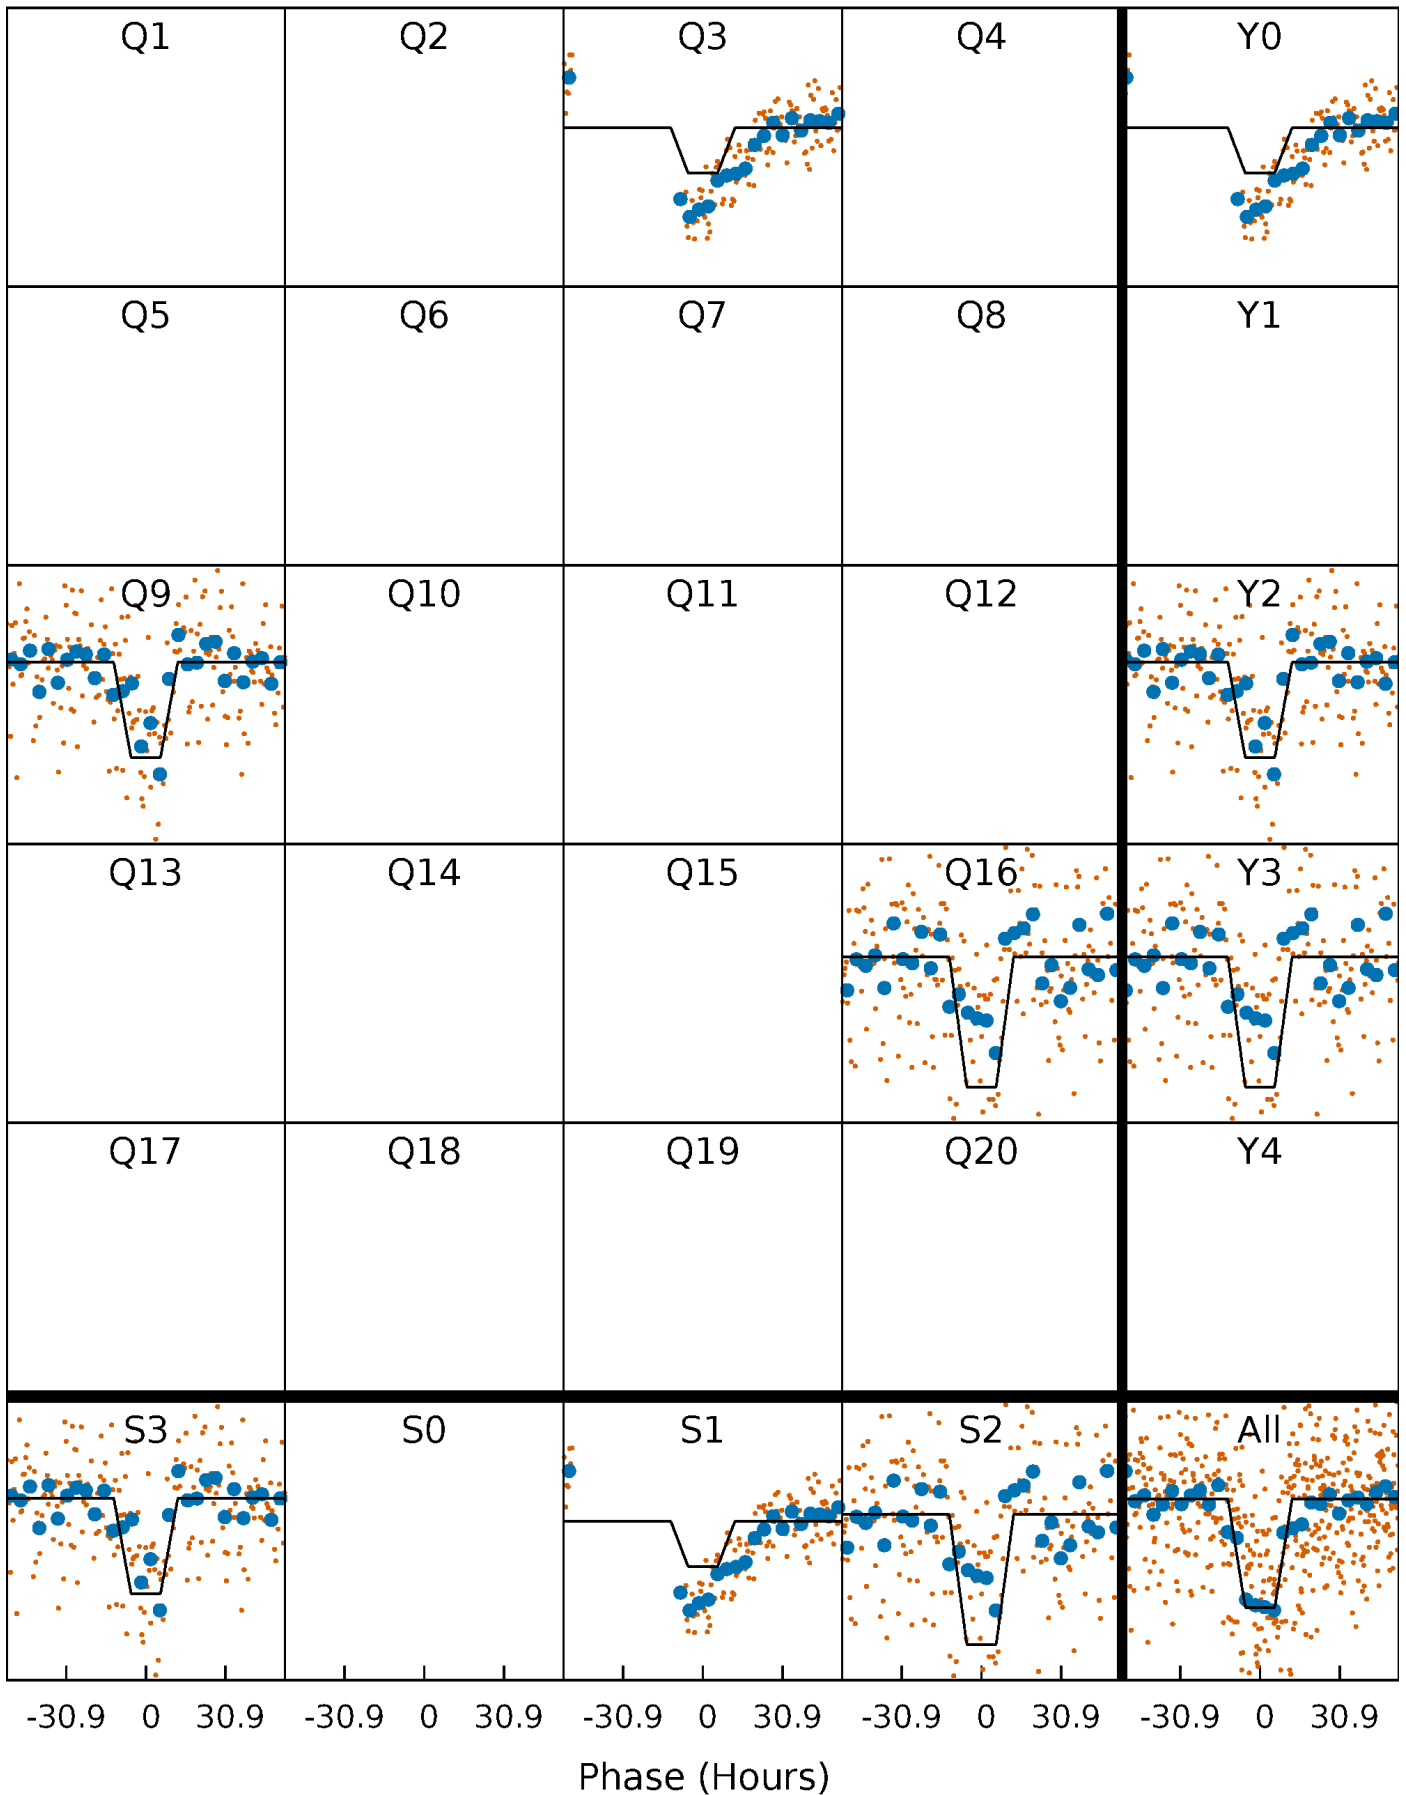 Q1 Q2 Q3 Q4 Y0
Q5 Q6 Q7 Q8 Y1
Q9 Q10 Q11 Q12 Y2
Q13 Q14 Q15 Q16 Y3
Q17 Q18 Q19 Q20 Y4
S3 S0 S1 S2 All
-30.9 0 30.9 -30.9 0 30.9 -30.9 0 30.9 -30.9 0 30.9 -30.9 0 30.9
Phase (Hours)